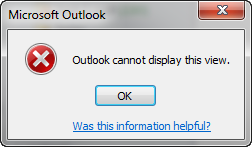 Microsoft Outlook
Outlook cannot display this view.
OK
Was this information helpful?